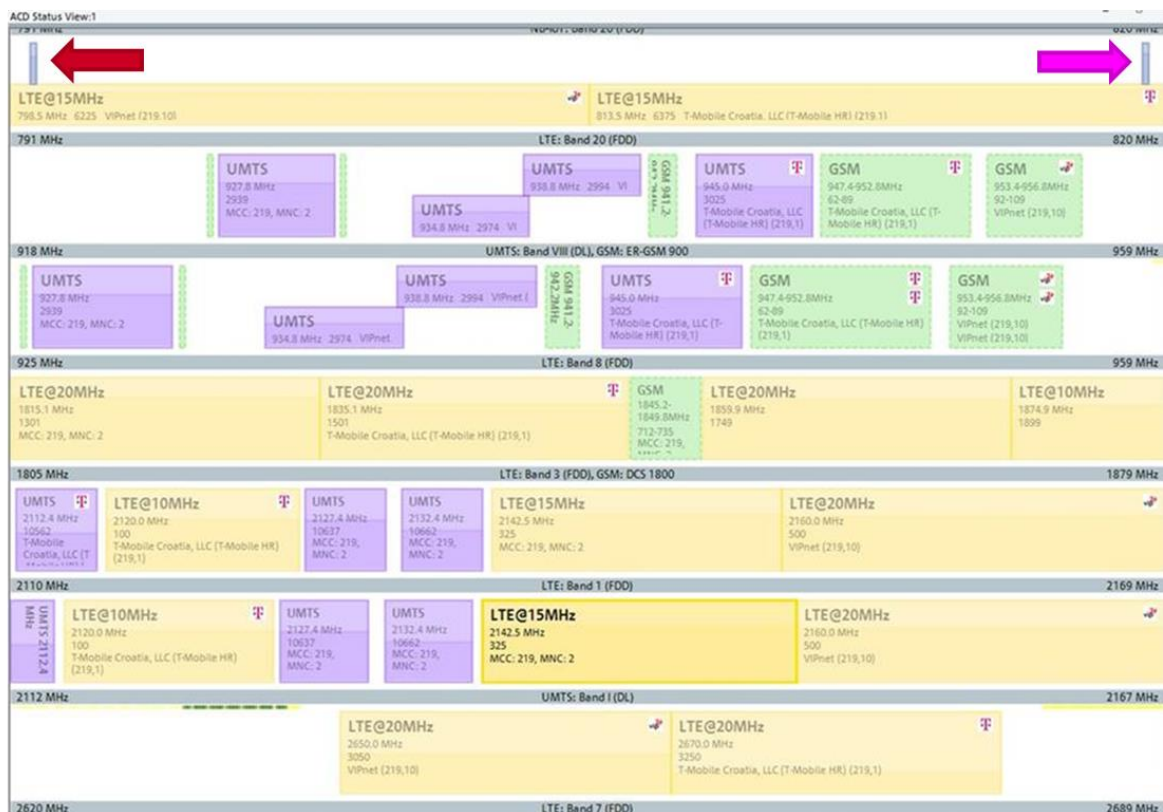 ACD Status View:1
791 MHz NB-IoT: Band 20 (FDD) 820 MHz
LTE@15MHz
798.5 MHz 6225 VIPnet (219,10)
LTE@15MHz
813.5 MHz 6375 T-Mobile Croatia, LLC (T-Mobile HR) (219,1)
791 MHz LTE: Band 20 (FDD) 820 MHz
UMTS
927.8 MHz
2939
MCC: 219, MNC: 2
UMTS
934.8 MHz 2974 VI
UMTS
938.8 MHz 2994 VI
GSM 941.2-
UMTS
945.0 MHz
3025
T-Mobile Croatia, LLC
(T-Mobile HR) (219,1)
GSM
947.4-952.8MHz
62-89
T-Mobile Croatia, LLC (T-
Mobile HR) (219,1)
GSM
953.4-956.8MHz
92-109
VIPnet (219,10)
918 MHz UMTS: Band VIII (DL), GSM: ER-GSM 900 959 MHz
UMTS
927.8 MHz
2939
MCC: 219, MNC: 2
UMTS
934.8 MHz 2974 VIPnet
UMTS
938.8 MHz 2994 VIPnet (
GSM 941.2-
942.2MHz
UMTS
945.0 MHz
3025
T-Mobile Croatia, LLC (T-
Mobile HR) (219,1)
GSM
947.4-952.8MHz
62-89
T-Mobile Croatia, LLC (T-Mobile HR)
(219,1)
GSM
953.4-956.8MHz
92-109
VIPnet (219,10)
VIPnet (219,10)
925 MHz LTE: Band 8 (FDD) 959 MHz
LTE@20MHz
1815.1 MHz
1301
MCC: 219, MNC: 2
LTE@20MHz
1835.1 MHz
1501
T-Mobile Croatia, LLC (T-Mobile HR) (219,1)
GSM
1845.2-
1849.8MHz
712-735
MCC: 219,
LTE@20MHz
1859.9 MHz
1749
LTE@10MHz
1874.9 MHz
1899
1805 MHz LTE: Band 3 (FDD), GSM: DCS 1800 1879 MHz
UMTS
2112.4 MHz
10562
T-Mobile
Croatia, LLC (T
LTE@10MHz
2120.0 MHz
100
T-Mobile Croatia, LLC (T-Mobile HR)
(219,1)
UMTS
2127.4 MHz
10637
MCC: 219,
MNC: 2
UMTS
2132.4 MHz
10662
MCC: 219,
MNC: 2
LTE@15MHz
2142.5 MHz
325
MCC: 219, MNC: 2
LTE@20MHz
2160.0 MHz
500
VIPnet (219,10)
2110 MHz LTE: Band 1 (FDD) 2169 MHz
UMTS 2112.4
MHz
LTE@10MHz
2120.0 MHz
100
T-Mobile Croatia, LLC (T-Mobile HR)
(219,1)
UMTS
2127.4 MHz
10637
MCC: 219,
MNC: 2
UMTS
2132.4 MHz
10662
MCC: 219,
MNC: 2
LTE@15MHz
2142.5 MHz
325
MCC: 219, MNC: 2
LTE@20MHz
2160.0 MHz
500
VIPnet (219,10)
2112 MHz UMTS: Band I (DL) 2167 MHz
LTE@20MHz
2650.0 MHz
3050
VIPnet (219,10)
LTE@20MHz
2670.0 MHz
3250
T-Mobile Croatia, LLC (T-Mobile HR) (219,1)
2620 MHz LTE: Band 7 (FDD) 2689 MHz